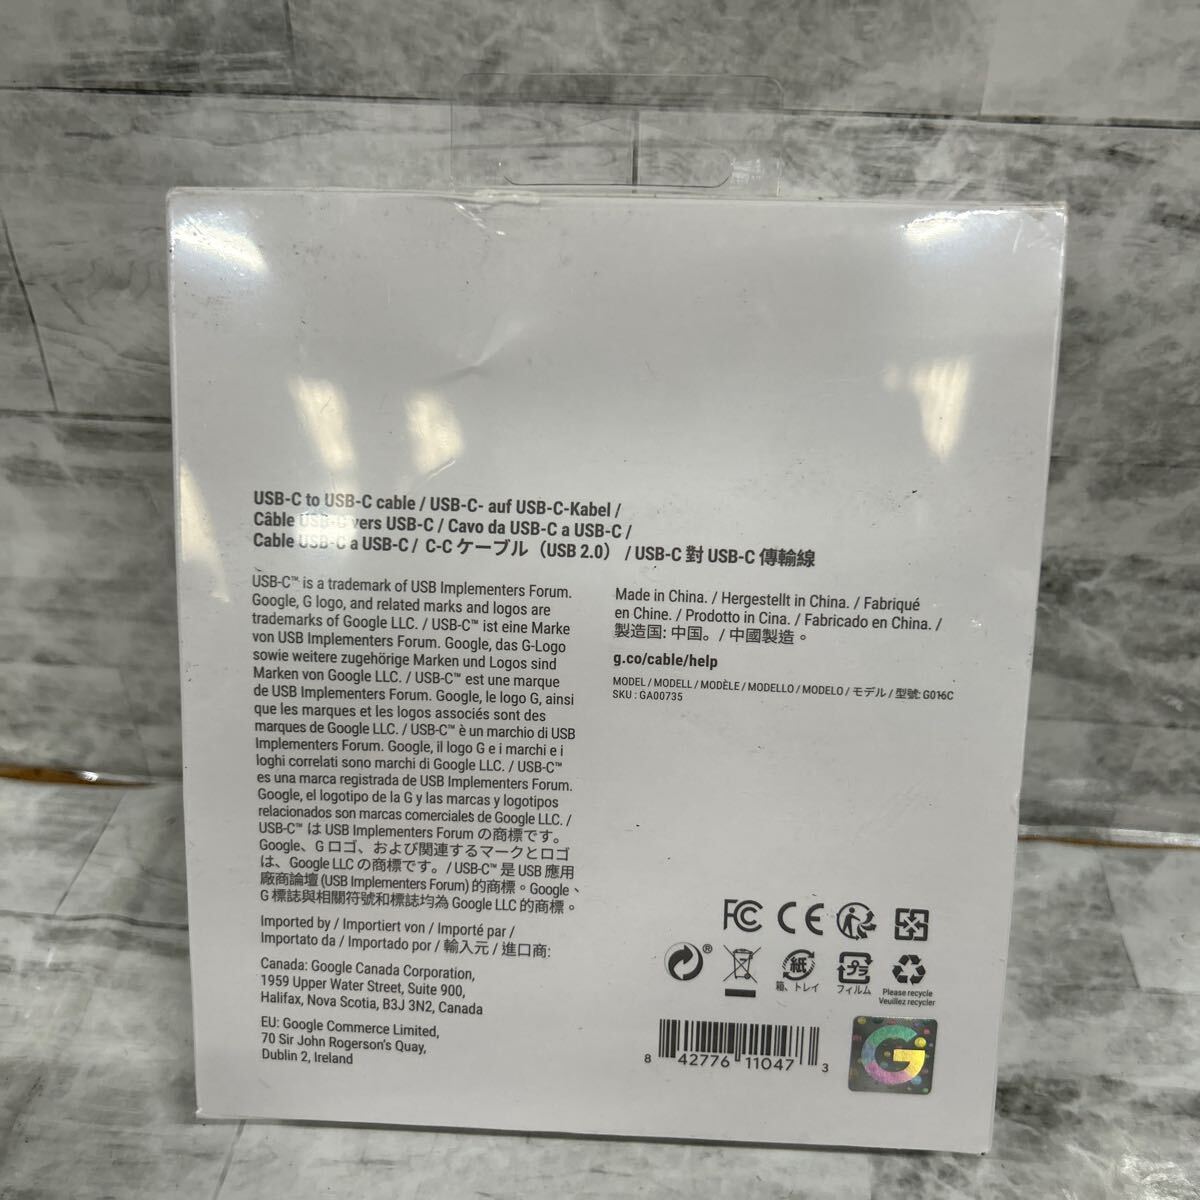 USB-C to USB-C cable / USB-C- auf USB-C-Kabel /
Câble USB-C vers USB-C / Cavo da USB-C a USB-C /
Cable USB-C a USB-C / C-C ケーブル（USB 2.0） / USB-C 對 USB-C 傳輸線
USB-C™ is a trademark of USB Implementers Forum.
Google, G logo, and related marks and logos are
trademarks of Google LLC. / USB-C™ ist eine Marke
von USB Implementers Forum. Google, das G-Logo
sowie weitere zugehörige Marken und Logos sind
Marken von Google LLC. / USB-C™ est une marque
de USB Implementers Forum. Google, le logo G, ainsi
que les marques et les logos associés sont des
marques de Google LLC. / USB-C™ è un marchio di USB
Implementers Forum. Google, il logo G e i marchi e i
loghi correlati sono marchi di Google LLC. / USB-C™
es una marca registrada de USB Implementers Forum.
Google, el logotipo de la G y las marcas y logotipos
relacionados son marcas comerciales de Google LLC. /
USB-C™ は USB Implementers Forum の商標です。
Google、G ロゴ、および関連するマークとロゴ
は、Google LLC の商標です。/ USB-C™ 是 USB 應用
廠商論壇 (USB Implementers Forum) 的商標。Google、
G 標誌與相關符號和標誌均為 Google LLC 的商標。
Imported by / Importiert von / Importé par /
Importato da / Importado por / 輸入元 / 進口商:
Canada: Google Canada Corporation,
1959 Upper Water Street, Suite 900,
Halifax, Nova Scotia, B3J 3N2, Canada
EU: Google Commerce Limited,
70 Sir John Rogerson's Quay,
Dublin 2, Ireland
Made in China. / Hergestellt in China. / Fabriqué
en Chine. / Prodotto in Cina. / Fabricado en China. /
製造国: 中国。/ 中國製造。
g.co/cable/help
MODEL / MODELL / MODÈLE / MODELLO / MODELO / モデル / 型號: G016C
SKU : GA00735
FC CE
®
紙
箱、トレイ
プラ
フィルム
Please recycle
Veuillez recycler
8 42776 11047 3
G